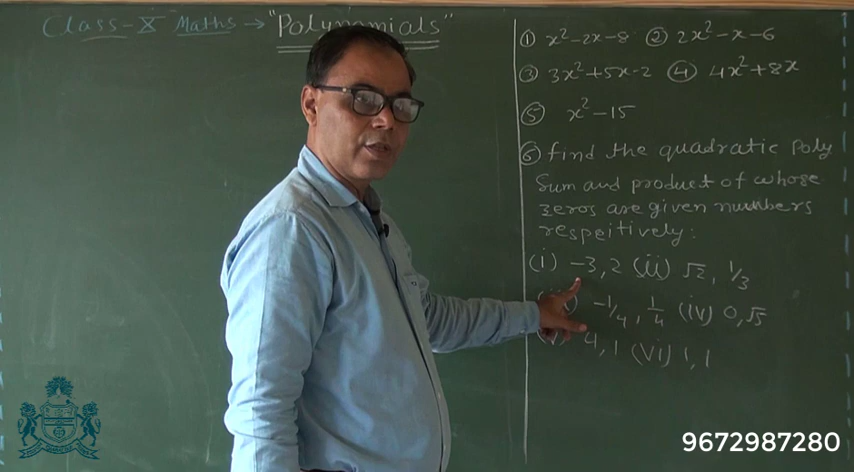 Class-X Maths → "Polynomials"
① x²-2x-8 ② 2x²-x-6
③ 3x²+5x-2 ④ 4x²+8x
⑤ x²-15
⑥ find the quadratic poly
Sum and product of whose
zeros are given numbers
respeitively:
(i) -3, 2 (ii) √2, 1/3
-1/4, 1/4 (iv) 0, √5
4, 1 (vi) 1, 1
9672987280